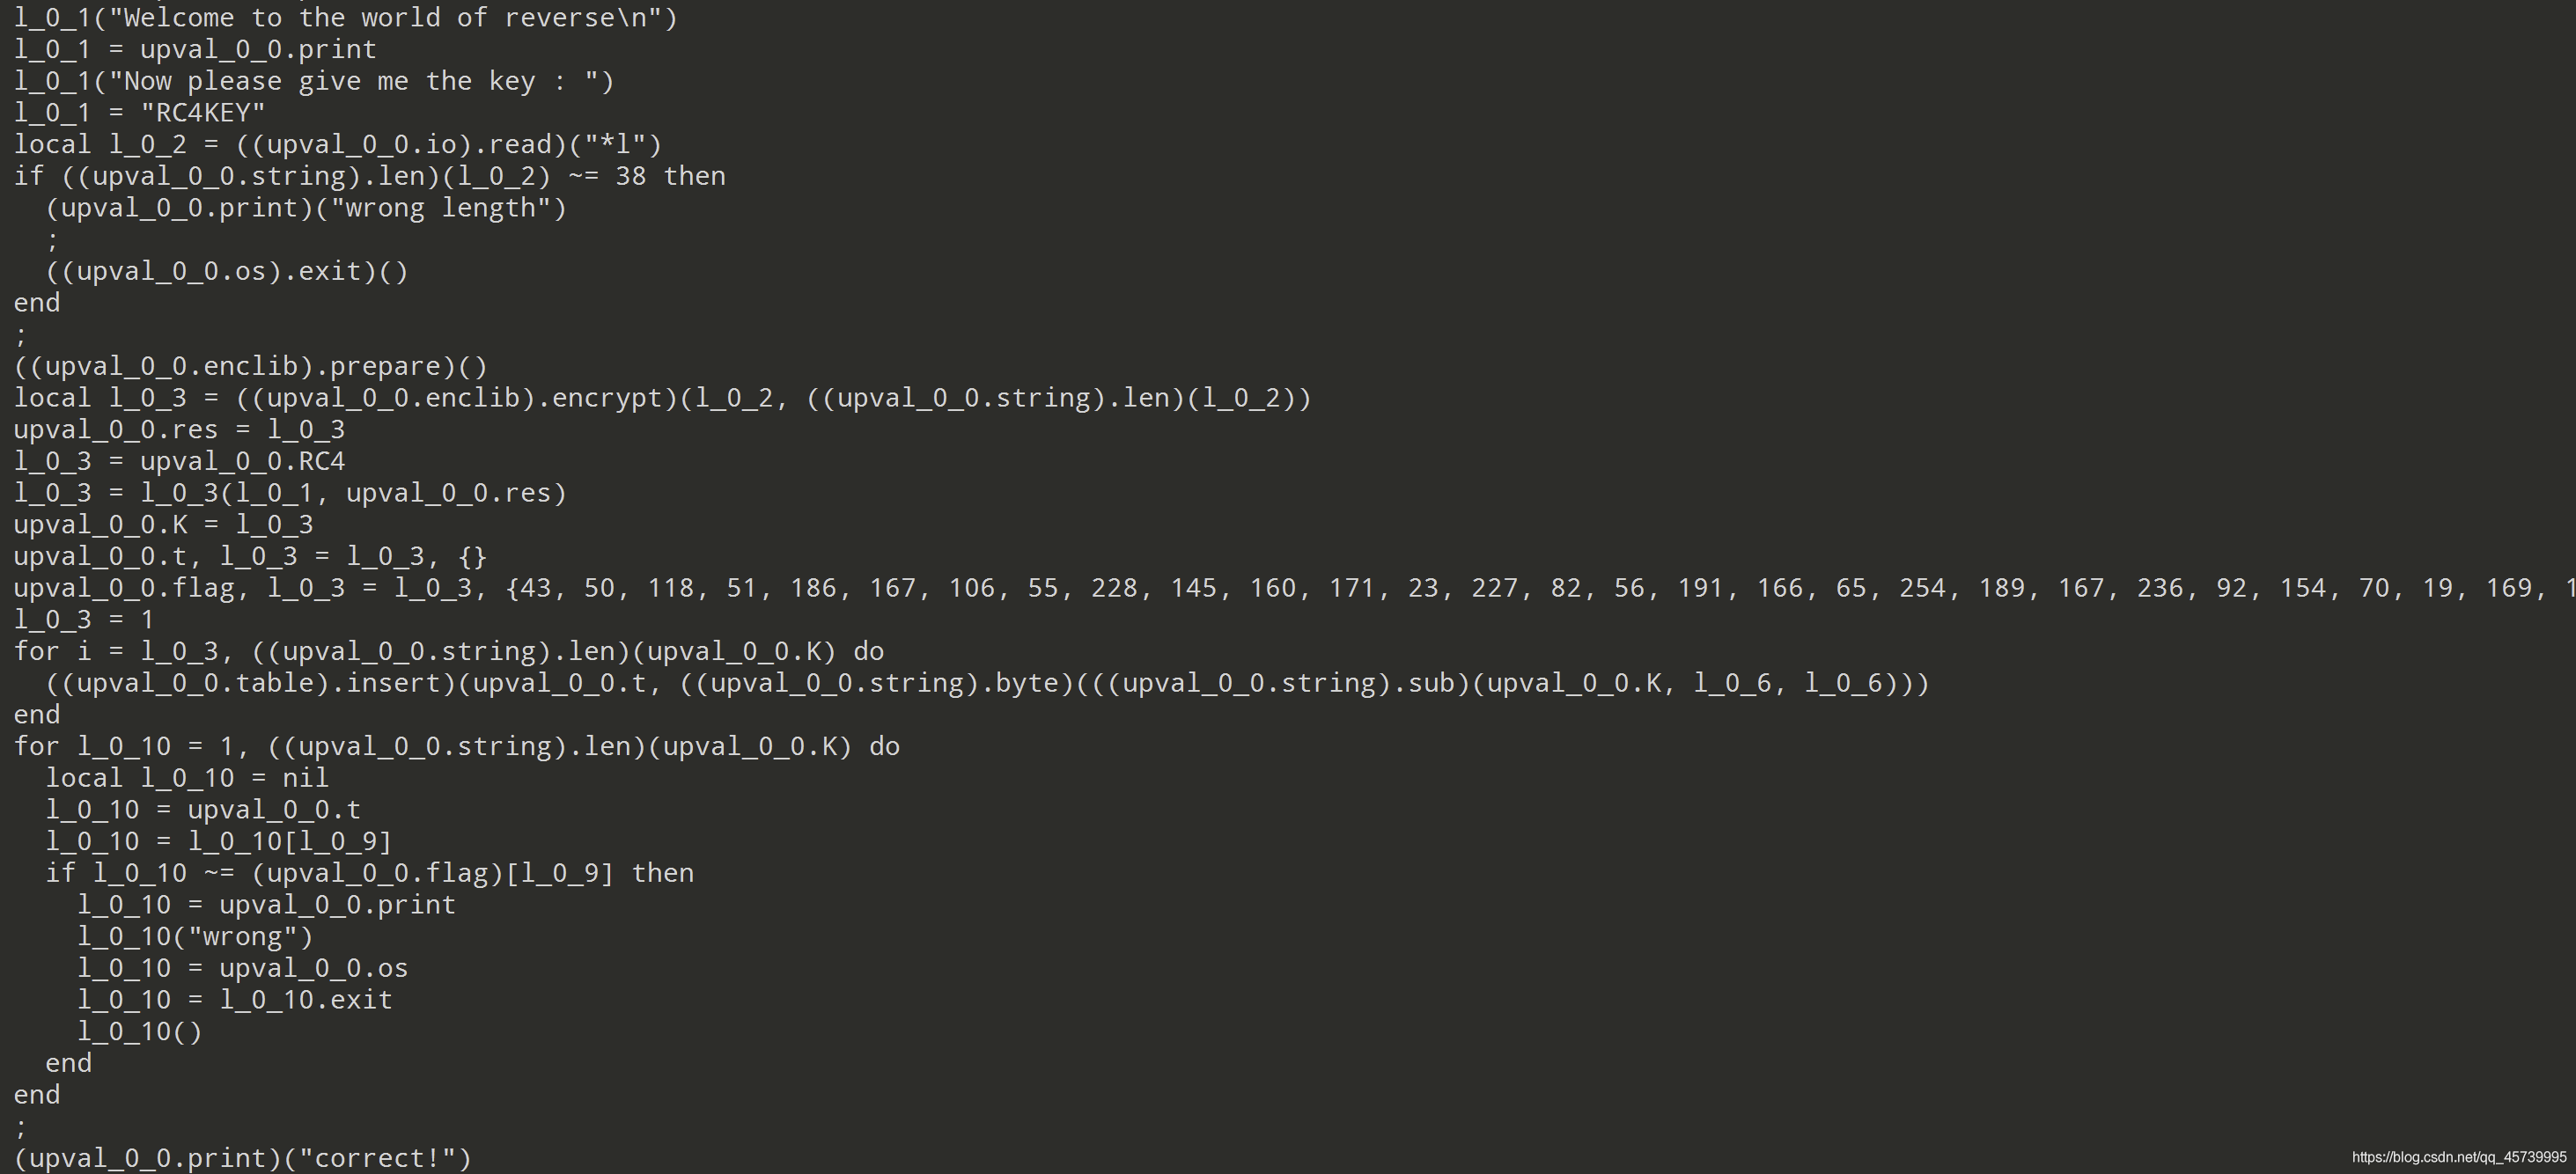 l_0_1("Welcome to the world of reverse\n")
l_0_1 = upval_0_0.print
l_0_1("Now please give me the key : ")
l_0_1 = "RC4KEY"
local l_0_2 = ((upval_0_0.io).read)("*l")
if ((upval_0_0.string).len)(l_0_2) ~= 38 then
  (upval_0_0.print)("wrong length")
  ;
  ((upval_0_0.os).exit)()
end
;
((upval_0_0.enclib).prepare)()
local l_0_3 = ((upval_0_0.enclib).encrypt)(l_0_2, ((upval_0_0.string).len)(l_0_2))
upval_0_0.res = l_0_3
l_0_3 = upval_0_0.RC4
l_0_3 = l_0_3(l_0_1, upval_0_0.res)
upval_0_0.K = l_0_3
upval_0_0.t, l_0_3 = l_0_3, {}
upval_0_0.flag, l_0_3 = l_0_3, {43, 50, 118, 51, 186, 167, 106, 55, 228, 145, 160, 171, 23, 227, 82, 56, 191, 166, 65, 254, 189, 167, 236, 92, 154, 70, 19, 169, 1
l_0_3 = 1
for i = l_0_3, ((upval_0_0.string).len)(upval_0_0.K) do
  ((upval_0_0.table).insert)(upval_0_0.t, ((upval_0_0.string).byte)(((upval_0_0.string).sub)(upval_0_0.K, l_0_6, l_0_6)))
end
for l_0_10 = 1, ((upval_0_0.string).len)(upval_0_0.K) do
  local l_0_10 = nil
  l_0_10 = upval_0_0.t
  l_0_10 = l_0_10[l_0_9]
  if l_0_10 ~= (upval_0_0.flag)[l_0_9] then
    l_0_10 = upval_0_0.print
    l_0_10("wrong")
    l_0_10 = upval_0_0.os
    l_0_10 = l_0_10.exit
    l_0_10()
  end
end
;
(upval_0_0.print)("correct!")
https://blog.csdn.net/qq_45739995